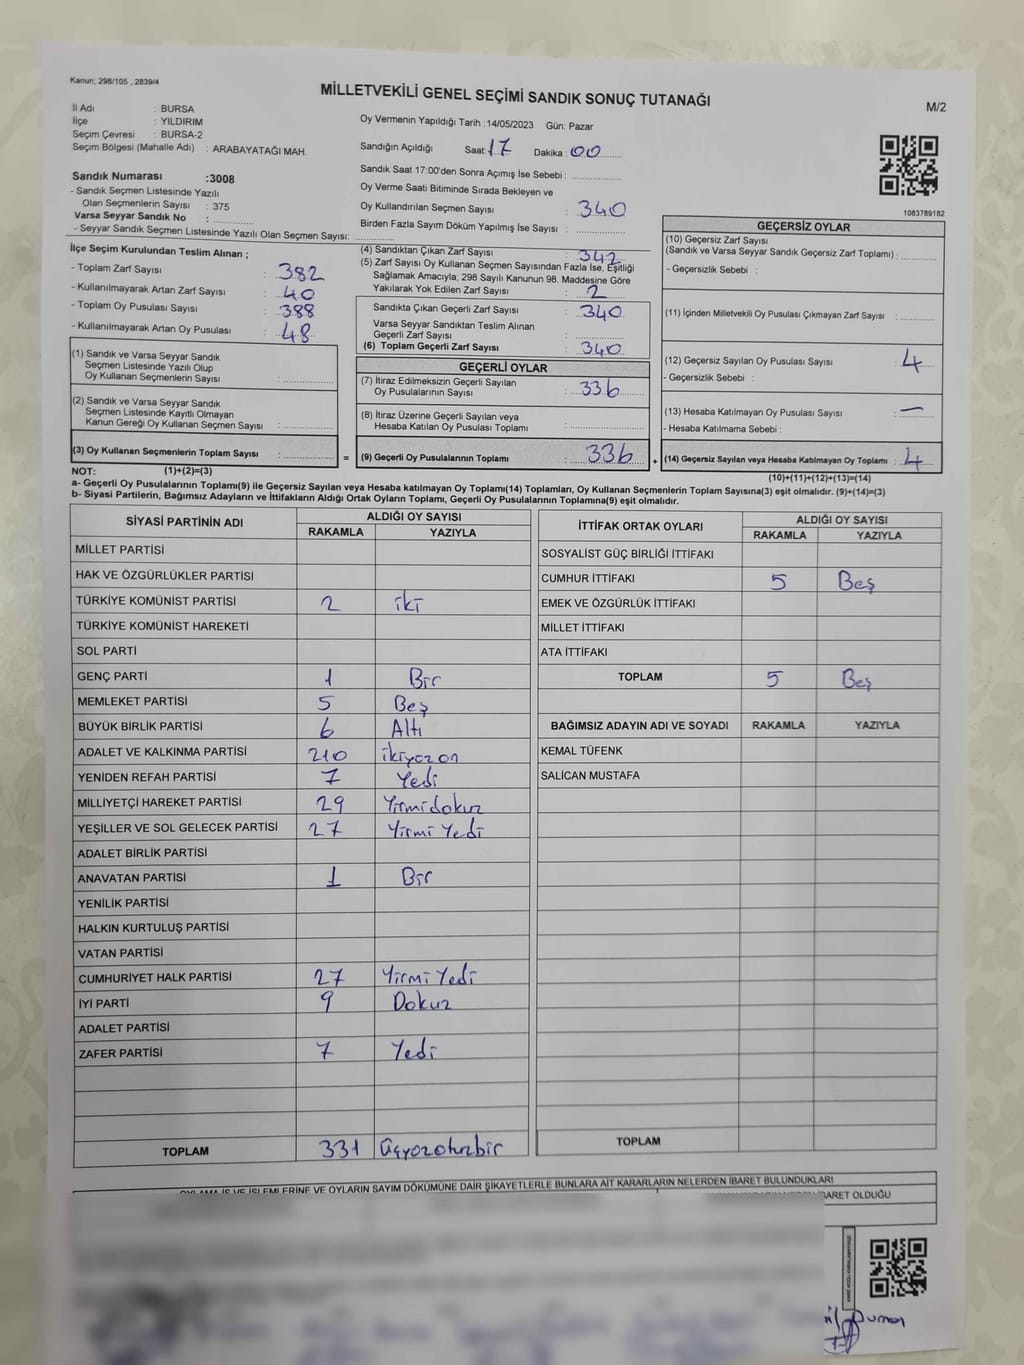 Kanun; 298/105 , 2839/4
MİLLETVEKİLİ GENEL SEÇİMİ SANDIK SONUÇ TUTANAĞI
M/2
İl Adı : BURSA
İlçe : YILDIRIM
Seçim Çevresi : BURSA-2
Seçim Bölgesi (Mahalle Adı) : ARABAYATAĞI MAH.
Sandık Numarası :3008
- Sandık Seçmen Listesinde Yazılı
Olan Seçmenlerin Sayısı : 375
Varsa Seyyar Sandık No :
- Seyyar Sandık Seçmen Listesinde Yazılı Olan Seçmen Sayısı:
Oy Vermenin Yapıldığı Tarih :14/05/2023 Gün: Pazar
Sandığın Açıldığı Saat: 17 Dakika : 00
Sandık Saat 17:00'den Sonra Açımış İse Sebebi :
Oy Verme Saati Bitiminde Sırada Bekleyen ve
Oy Kullandırılan Seçmen Sayısı : 340
Birden Fazla Sayım Döküm Yapılmış İse Sayısı :
1083789182
İlçe Seçim Kurulundan Teslim Alınan ;
- Toplam Zarf Sayısı : 382
- Kullanılmayarak Artan Zarf Sayısı : 40
- Toplam Oy Pusulası Sayısı : 388
- Kullanılmayarak Artan Oy Pusulası : 48
(4) Sandıktan Çıkan Zarf Sayısı : 342
(5) Zarf Sayısı Oy Kullanan Seçmen Sayısından Fazla İse, Eşitliği
Sağlamak Amacıyla; 298 Sayılı Kanunun 98. Maddesine Göre
Yakılarak Yok Edilen Zarf Sayısı : 2
Sandıkta Çıkan Geçerli Zarf Sayısı : 340
Varsa Seyyar Sandıktan Teslim Alınan
Geçerli Zarf Sayısı :
(6) Toplam Geçerli Zarf Sayısı : 340
GEÇERSİZ OYLAR
(10) Geçersiz Zarf Sayısı
(Sandık ve Varsa Seyyar Sandık Geçersiz Zarf Toplamı) :
- Geçersizlik Sebebi :
(11) İçinden Milletvekili Oy Pusulası Çıkmayan Zarf Sayısı :
(12) Geçersiz Sayılan Oy Pusulası Sayısı : 4
- Geçersizlik Sebebi :
(13) Hesaba Katılmayan Oy Pusulası Sayısı : —
- Hesaba Katılmama Sebebi :
(14) Geçersiz Sayılan veya Hesaba Katılmayan Oy Toplamı : 4
(10)+(11)+(12)+(13)=(14)
(1) Sandık ve Varsa Seyyar Sandık
Seçmen Listesinde Yazılı Olup
Oy Kullanan Seçmenlerin Sayısı :
(2) Sandık ve Varsa Seyyar Sandık
Seçmen Listesinde Kayıtlı Olmayan
Kanun Gereği Oy Kullanan Seçmen Sayısı :
(3) Oy Kullanan Seçmenlerin Toplam Sayısı : =
GEÇERLİ OYLAR
(7) İtiraz Edilmeksizin Geçerli Sayılan
Oy Pusulalarının Sayısı : 336
(8) İtiraz Üzerine Geçerli Sayılan veya
Hesaba Katılan Oy Pusulası Toplamı :
(9) Geçerli Oy Pusulalarının Toplamı : 336 +
NOT: (1)+(2)=(3)
a- Geçerli Oy Pusulalarının Toplamı(9) ile Geçersiz Sayılan veya Hesaba katılmayan Oy Toplamı(14) Toplamları, Oy Kullanan Seçmenlerin Toplam Sayısına(3) eşit olmalıdır. (9)+(14)=(3)
b- Siyasi Partilerin, Bağımsız Adayların ve İttifakların Aldığı Ortak Oyların Toplamı, Geçerli Oy Pusulalarının Toplamına(9) eşit olmalıdır.
SİYASİ PARTİNİN ADI ALDIĞI OY SAYISI
RAKAMLA YAZIYLA
MİLLET PARTİSİ
HAK VE ÖZGÜRLÜKLER PARTİSİ
TÜRKİYE KOMÜNİST PARTİSİ 2 iki
TÜRKİYE KOMÜNİST HAREKETİ
SOL PARTİ
GENÇ PARTİ 1 Bir
MEMLEKET PARTİSİ 5 Beş
BÜYÜK BİRLİK PARTİSİ 6 Altı
ADALET VE KALKINMA PARTİSİ 210 ikiyüzon
YENİDEN REFAH PARTİSİ 7 Yedi
MİLLİYETÇİ HAREKET PARTİSİ 29 Yirmidokuz
YEŞİLLER VE SOL GELECEK PARTİSİ 27 Yirmi Yedi
ADALET BİRLİK PARTİSİ
ANAVATAN PARTİSİ 1 Bir
YENİLİK PARTİSİ
HALKIN KURTULUŞ PARTİSİ
VATAN PARTİSİ
CUMHURİYET HALK PARTİSİ 27 Yirmi Yedi
İYİ PARTİ 9 Dokuz
ADALET PARTİSİ
ZAFER PARTİSİ 7 Yedi
TOPLAM 331 Üçyüzotuzbir
İTTİFAK ORTAK OYLARI ALDIĞI OY SAYISI
RAKAMLA YAZIYLA
SOSYALİST GÜÇ BİRLİĞİ İTTİFAKI
CUMHUR İTTİFAKI 5 Beş
EMEK VE ÖZGÜRLÜK İTTİFAKI
MİLLET İTTİFAKI
ATA İTTİFAKI
TOPLAM 5 Beş
BAĞIMSIZ ADAYIN ADI VE SOYADI RAKAMLA YAZIYLA
KEMAL TÜFENK
SALİCAN MUSTAFA
TOPLAM
OYLAMA İŞ VE İŞLEMLERİNE VE OYLARIN SAYIM DÖKÜMÜNE DAİR ŞİKAYETLERLE BUNLARA AİT KARARLARIN NELERDEN İBARET BULUNDUKLARI
İBARET OLDUĞU